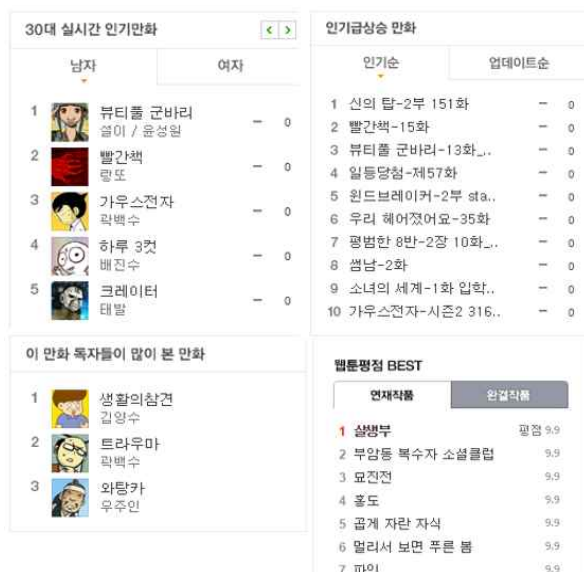 30대 실시간 인기만화
남자 여자
1 뷰티풀 군바리 - 0
설이 / 윤성원
2 빨간책 - 0
랑또
3 가우스전자 - 0
곽백수
4 하루 3컷 - 0
배진수
5 크레이터 - 0
태발
인기급상승 만화
인기순 업데이트순
1 신의 탑-2부 151화 - 0
2 빨간책-15화 - 0
3 뷰티풀 군바리-13화_.. - 0
4 일등당첨-제57화 - 0
5 윈드브레이커-2부 sta.. - 0
6 우리 헤어졌어요-35화 - 0
7 평범한 8반-2장 10화_.. - 0
8 썸남-2화 - 0
9 소녀의 세계-1화 입학.. - 0
10 가우스전자-시즌2 316.. - 0
이 만화 독자들이 많이 본 만화
1 생활의참견
김양수
2 트라우마
곽백수
3 와탕카
우주인
웹툰평점 BEST
연재작품 완결작품
1 살생부 평점 9.9
2 부암동 복수자 소셜클럽 9.9
3 묘진전 9.9
4 홍도 9.9
5 곱게 자란 자식 9.9
6 멀리서 보면 푸른 봄 9.9
7 파인 9.9